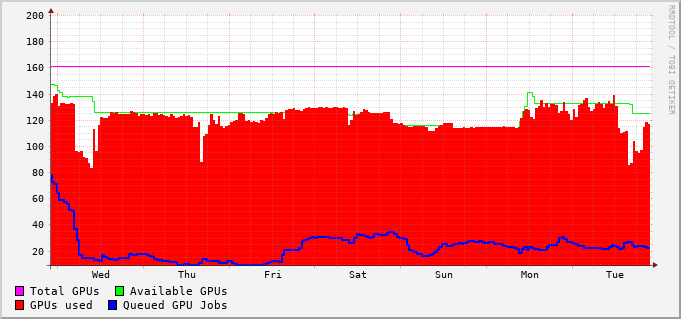 200
180
160
140
120
100
80
60
40
20
Wed Thu Fri Sat Sun Mon Tue
Total GPUs Available GPUs
GPUs used Queued GPU Jobs
RRDTOOL / TOBI OETIKER